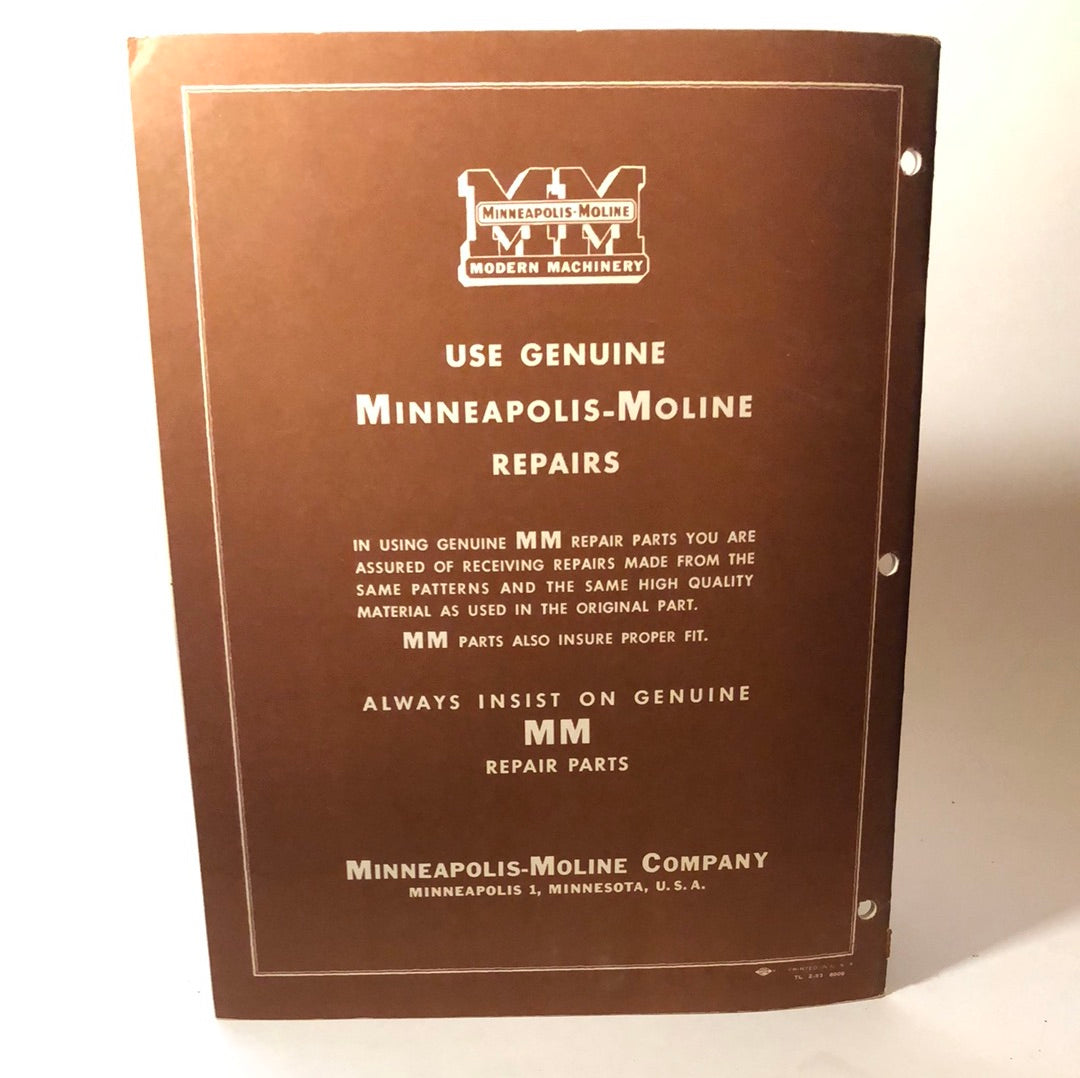 MINNEAPOLIS-MOLINE
MODERN MACHINERY
USE GENUINE
MINNEAPOLIS-MOLINE
REPAIRS
IN USING GENUINE MM REPAIR PARTS YOU ARE
ASSURED OF RECEIVING REPAIRS MADE FROM THE
SAME PATTERNS AND THE SAME HIGH QUALITY
MATERIAL AS USED IN THE ORIGINAL PART.
MM PARTS ALSO INSURE PROPER FIT.
ALWAYS INSIST ON GENUINE
MM
REPAIR PARTS
MINNEAPOLIS-MOLINE COMPANY
MINNEAPOLIS 1, MINNESOTA, U.S.A.
PRINTED IN
TL